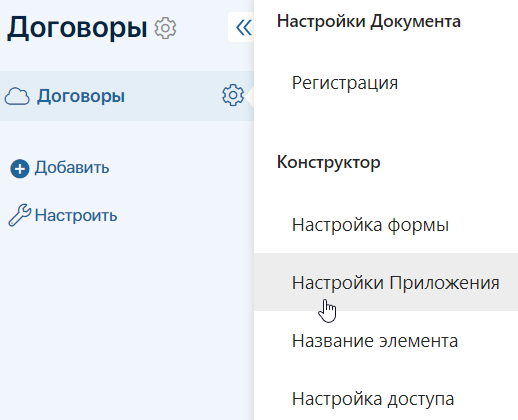 Договоры
Договоры
Добавить
Настроить
Настройки Документа
Регистрация
Конструктор
Настройка формы
Настройки Приложения
Название элемента
Настройка доступа